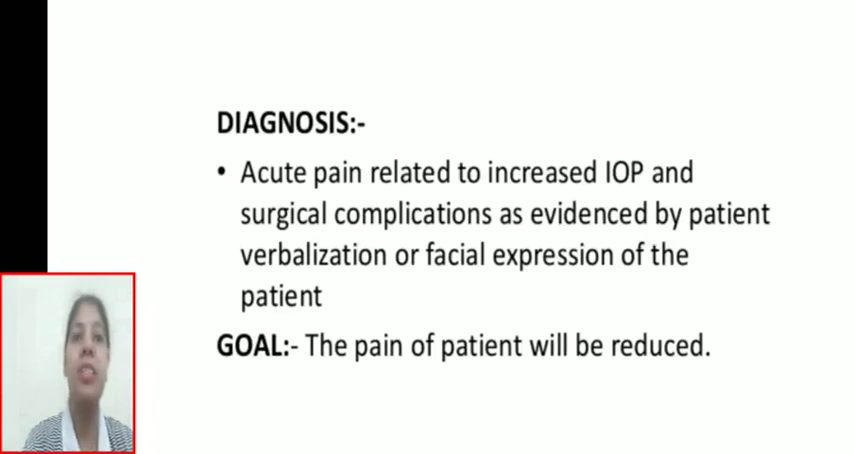 DIAGNOSIS:-
• Acute pain related to increased IOP and
surgical complications as evidenced by patient
verbalization or facial expression of the
patient
GOAL:- The pain of patient will be reduced.